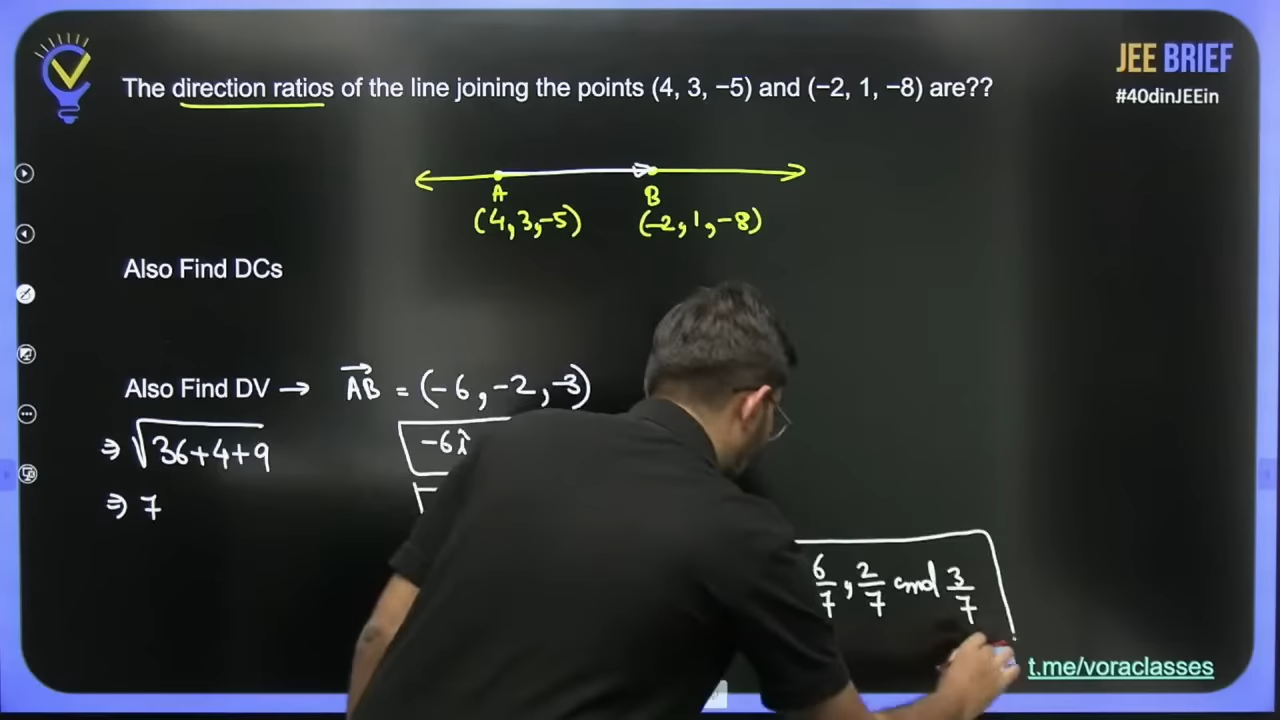 JEE BRIEF
The direction ratios of the line joining the points (4, 3, −5) and (−2, 1, −8) are??
#40dinJEEin
A B
(4,3,-5) (-2,1,-8)
Also Find DCs
Also Find DV → AB = (-6,-2,-3)
⇒ √36+4+9 -6î
⇒ 7
6/7, 2/7 and 3/7
t.me/voraclasses